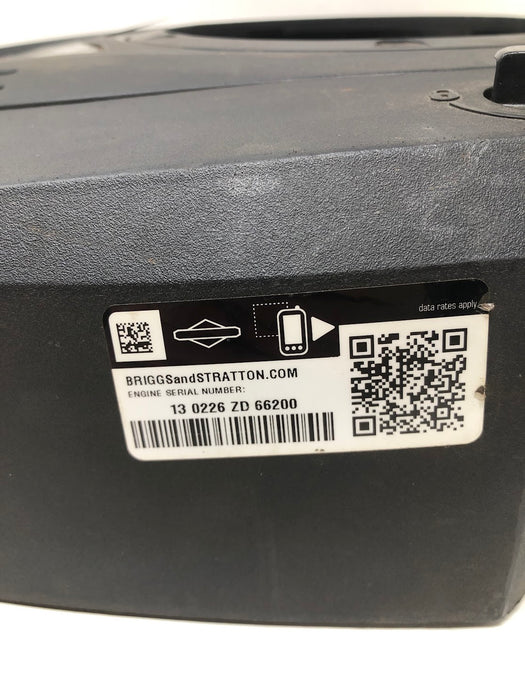 data rates apply
BRIGGSandSTRATTON.COM
ENGINE SERIAL NUMBER:
13 0226 ZD 66200